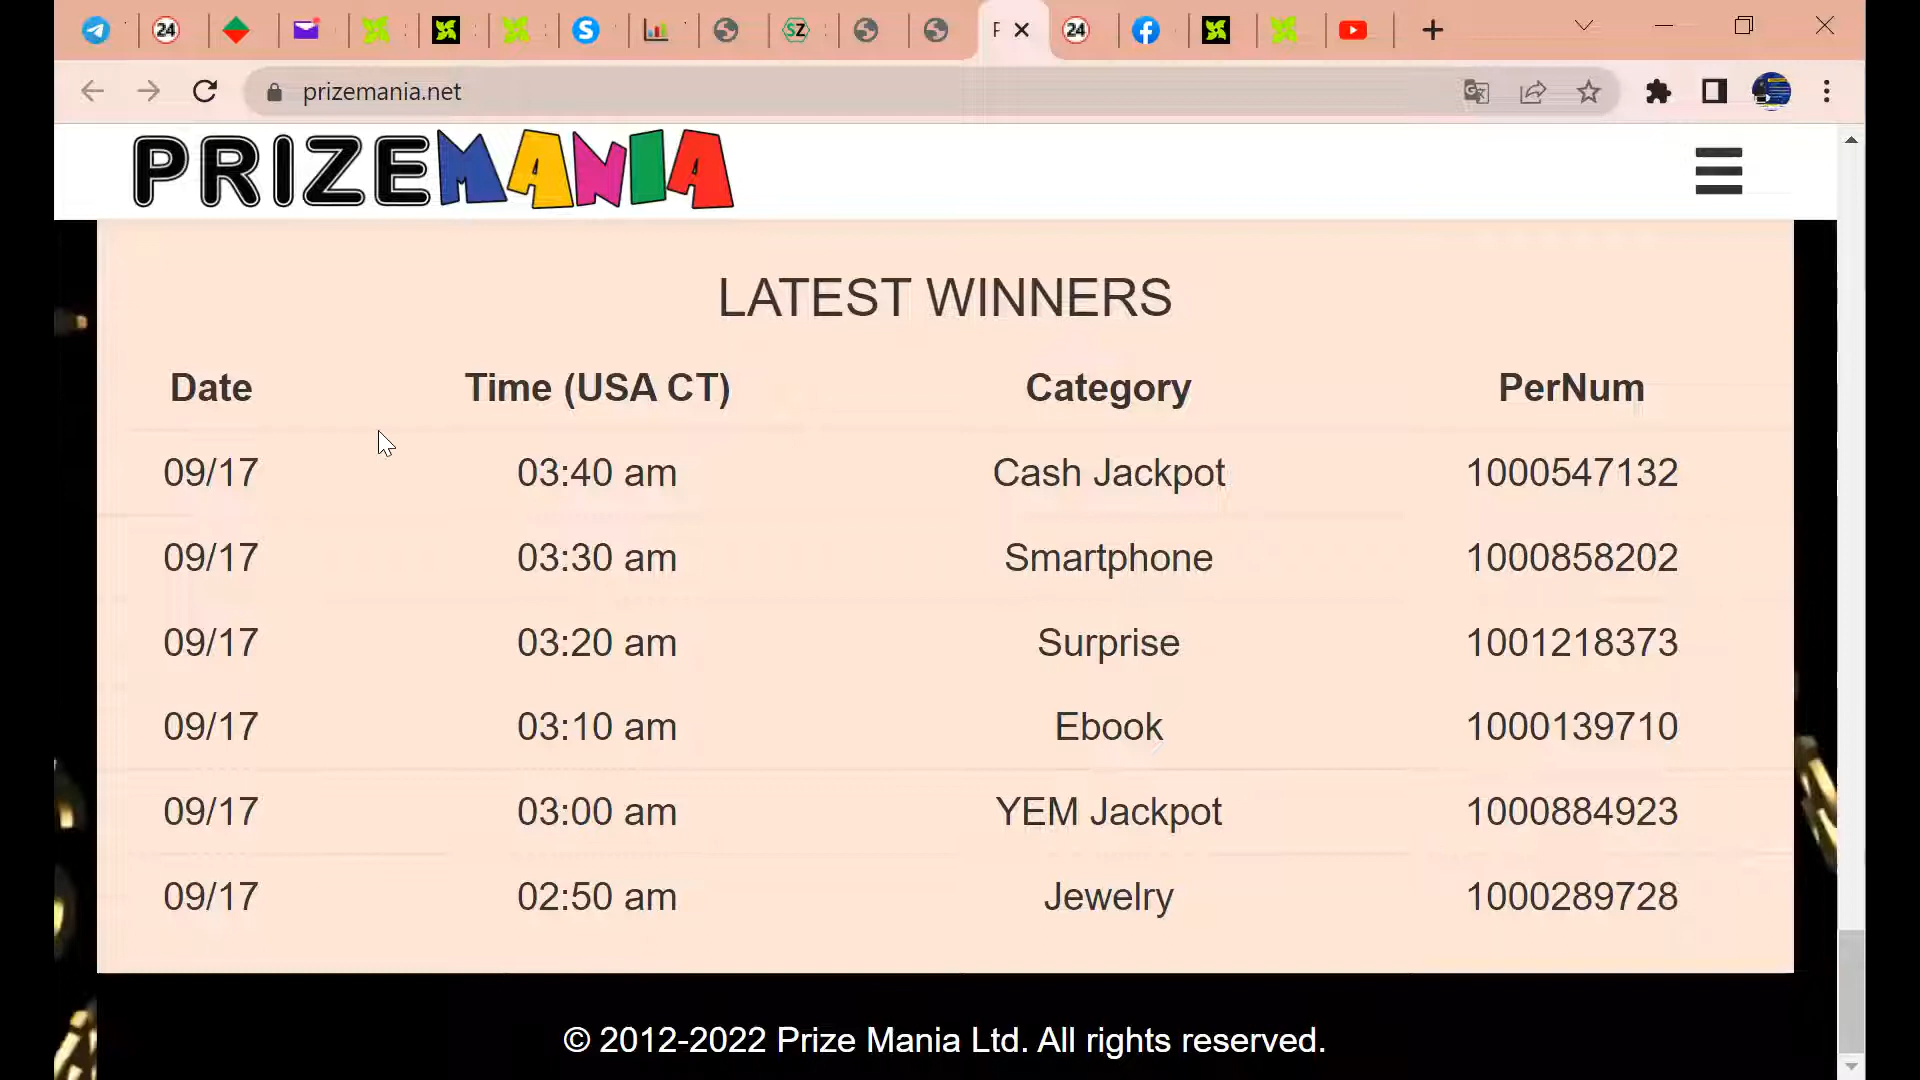 24
S
SZ
F
24
prizemania.net
PRIZEMANIA
LATEST WINNERS
Date Time (USA CT) Category PerNum
09/17 03:40 am Cash Jackpot 1000547132
09/17 03:30 am Smartphone 1000858202
09/17 03:20 am Surprise 1001218373
09/17 03:10 am Ebook 1000139710
09/17 03:00 am YEM Jackpot 1000884923
09/17 02:50 am Jewelry 1000289728
© 2012-2022 Prize Mania Ltd. All rights reserved.